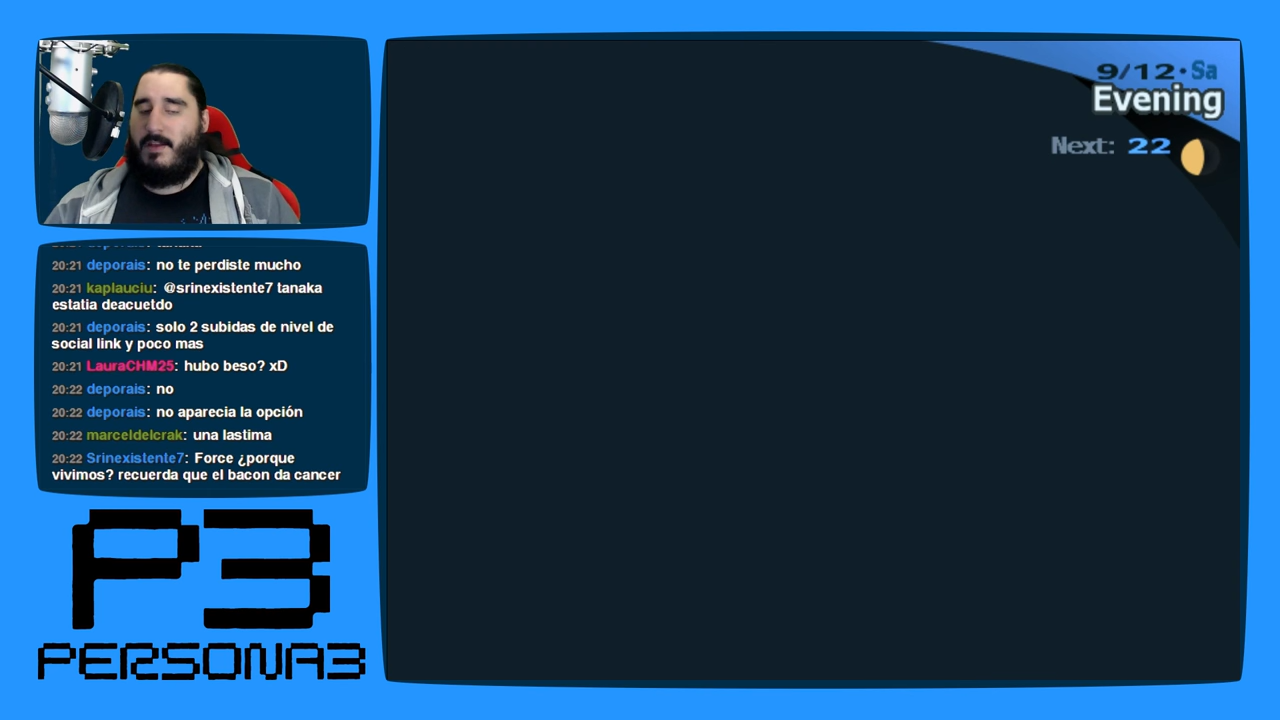 9/12·Sa
Evening
Next: 22
20:21 deporais: no te perdiste mucho
20:21 kaplauciu: @srinexistente7 tanaka
estatia deacuetdo
20:21 deporais: solo 2 subidas de nivel de
social link y poco mas
20:21 LauraCHM25: hubo beso? xD
20:22 deporais: no
20:22 deporais: no aparecia la opción
20:22 marceldelcrak: una lastima
20:22 Srinexistente7: Force ¿porque
vivimos? recuerda que el bacon da cancer
P3
PERSONA3